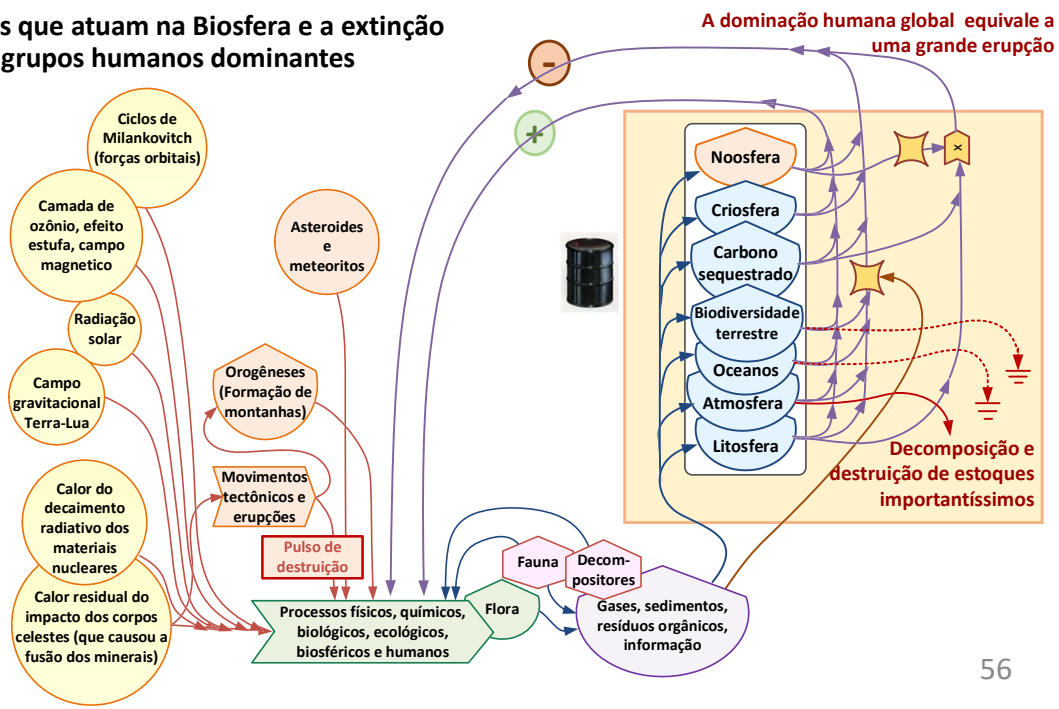 s que atuam na Biosfera e a extinção
grupos humanos dominantes
A dominação humana global equivale a
uma grande erupção
Ciclos de
Milankovitch
(forças orbitais)
Camada de
ozônio, efeito
estufa, campo
magnetico
Radiação
solar
Campo
gravitacional
Terra-Lua
Calor do
decaimento
radiativo dos
materiais
nucleares
Calor residual do
impacto dos corpos
celestes (que causou a
fusão dos minerais)
Asteroides
e
meteoritos
Orogêneses
(Formação de
montanhas)
Movimentos
tectônicos e
erupções
Pulso de
destruição
Processos físicos, químicos,
biológicos, ecológicos,
biosféricos e humanos
Flora
Fauna
Decom-
positores
Gases, sedimentos,
resíduos orgânicos,
informação
-
+
Noosfera
Criosfera
Carbono
sequestrado
Biodiversidade
terrestre
Oceanos
Atmosfera
Litosfera
x
Decomposição e
destruição de estoques
importantíssimos
56